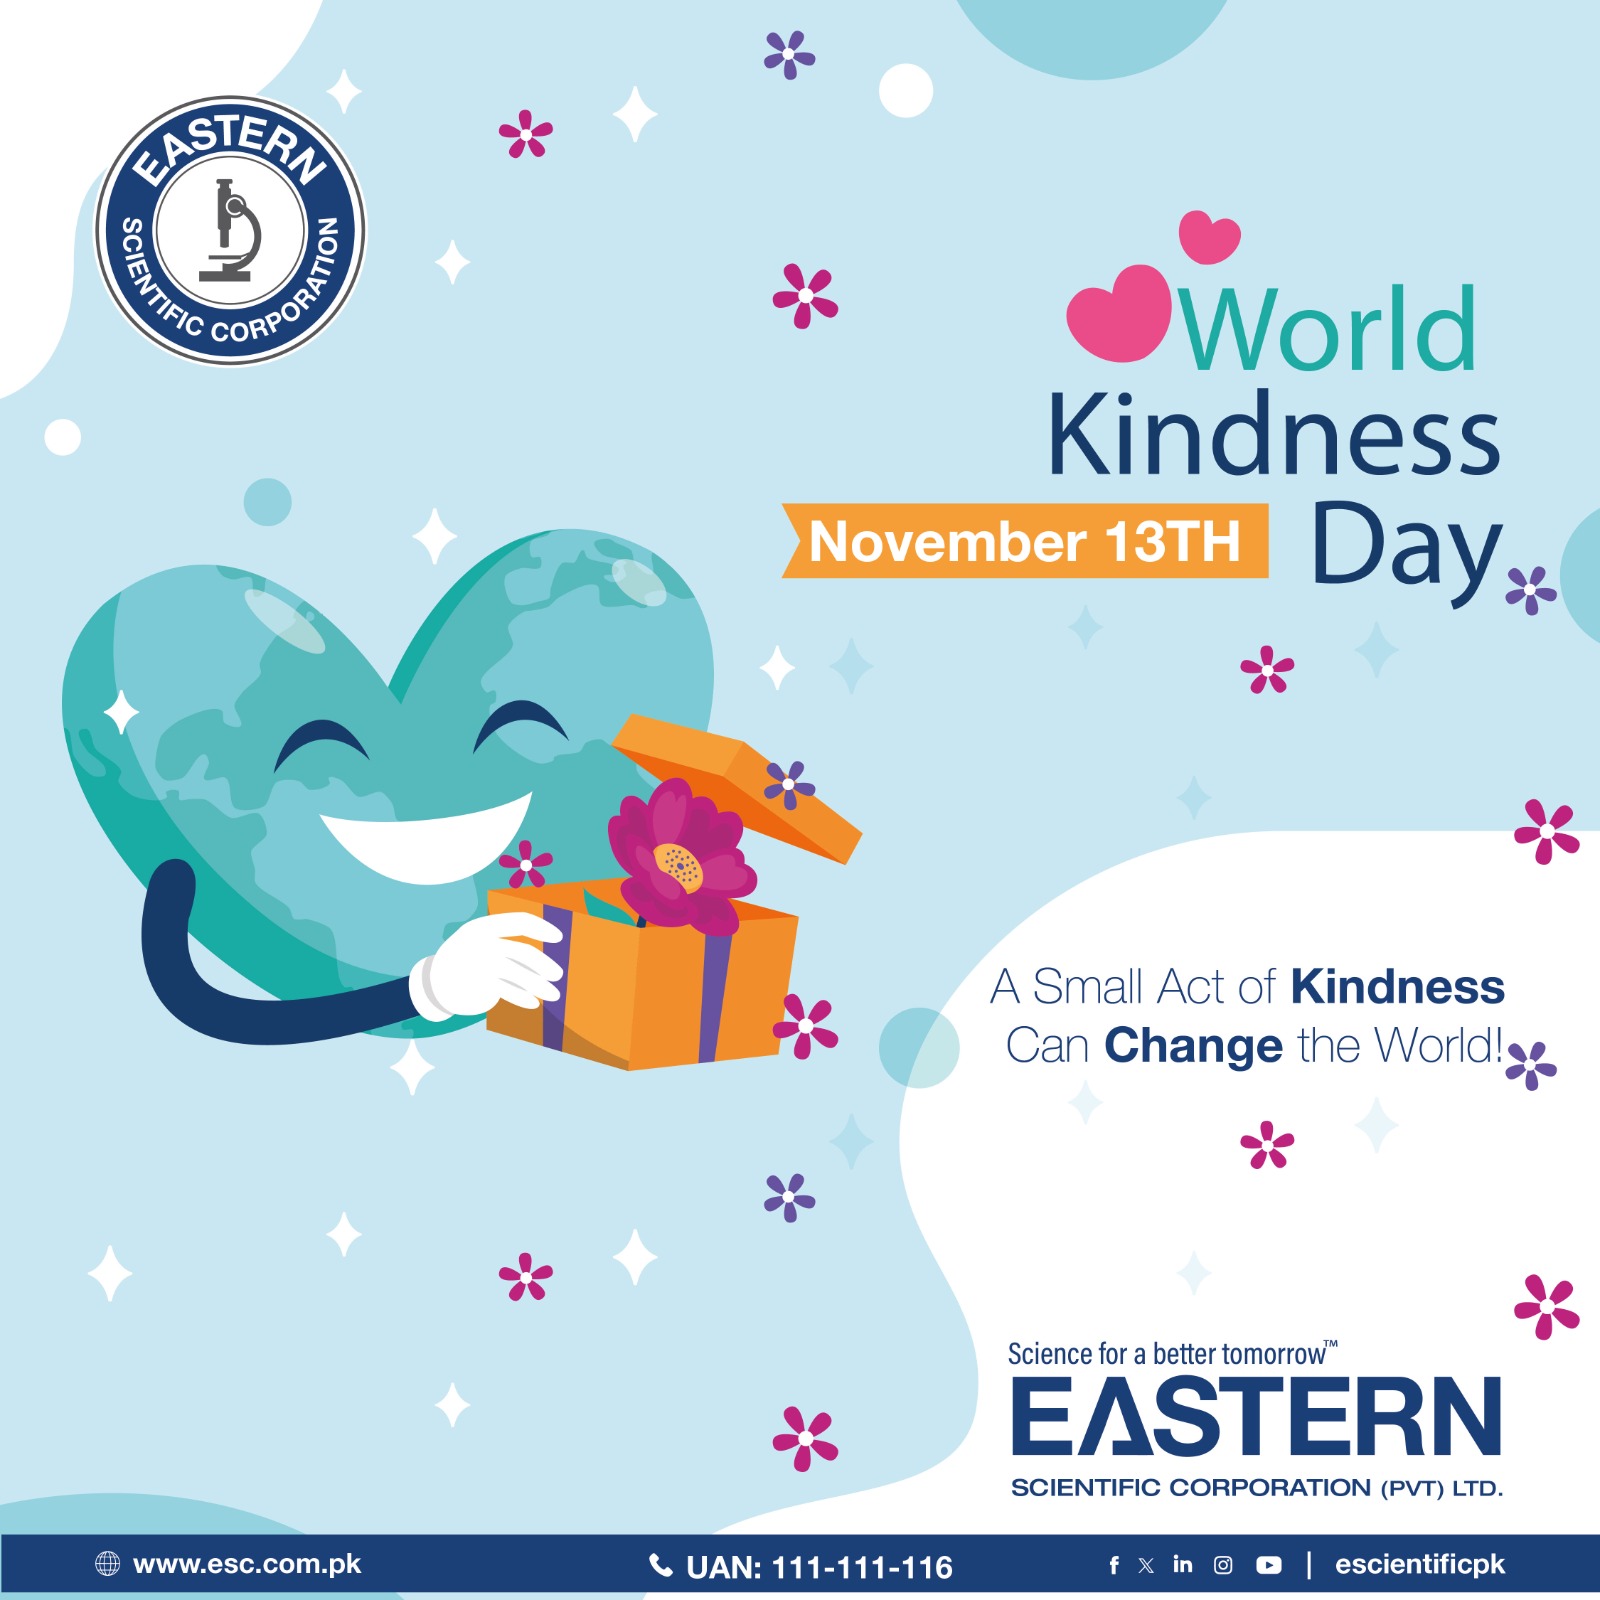 EASTERN
SCIENTIFIC CORPORATION
World
Kindness
November 13TH Day
A Small Act of Kindness
Can Change the World!
Science for a better tomorrow™
EASTERN
SCIENTIFIC CORPORATION (PVT) LTD.
www.esc.com.pk UAN: 111-111-116 | escientificpk